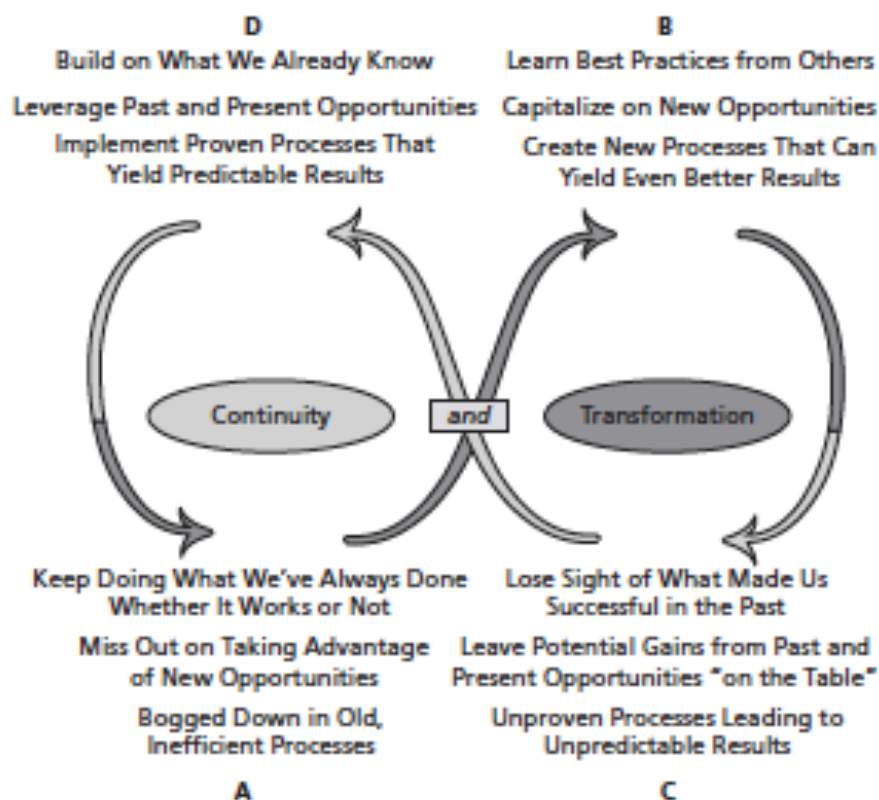 D
Build on What We Already Know
Leverage Past and Present Opportunities
Implement Proven Processes That
Yield Predictable Results
B
Learn Best Practices from Others
Capitalize on New Opportunities
Create New Processes That Can
Yield Even Better Results
Continuity
and
Transformation
Keep Doing What We've Always Done
Whether It Works or Not
Miss Out on Taking Advantage
of New Opportunities
Bogged Down in Old,
Inefficient Processes
A
Lose Sight of What Made Us
Successful in the Past
Leave Potential Gains from Past and
Present Opportunities "on the Table"
Unproven Processes Leading to
Unpredictable Results
C